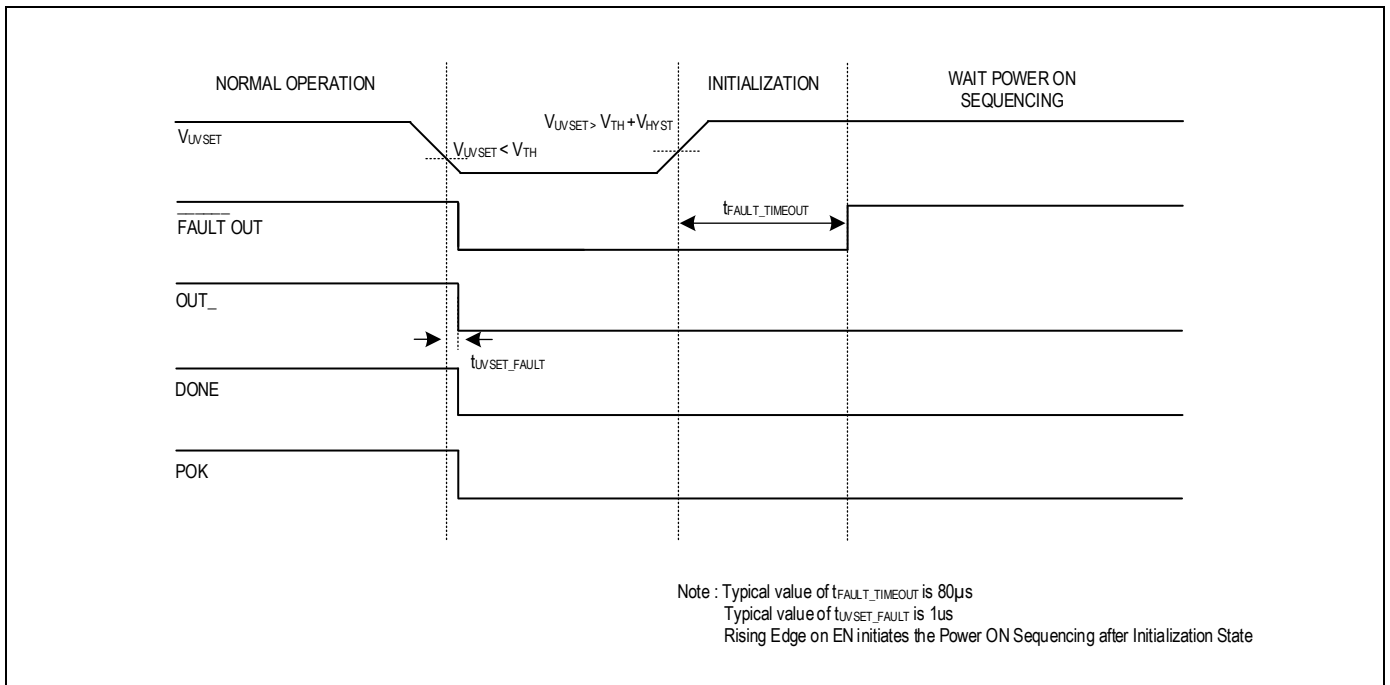 NORMAL OPERATION
INITIALIZATION
WAIT POWER ON
SEQUENCING
VUVSET
VUVSET < VTH
VUVSET > VTH +VHYST
FAULT OUT
tFAULT_TIMEOUT
OUT_
tUVSET_FAULT
DONE
POK
Note : Typical value of tFAULT_TIMEOUT is 80µs
Typical value of tUVSET_FAULT is 1us
Rising Edge on EN initiates the Power ON Sequencing after Initialization State